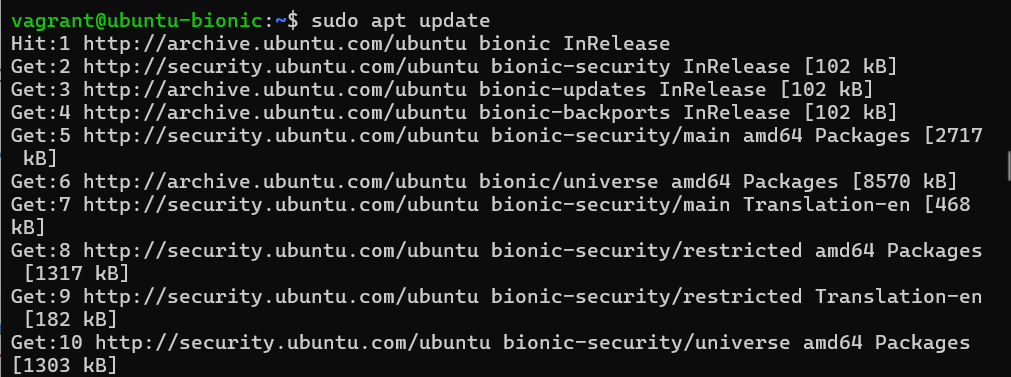 vagrant@ubuntu-bionic:~$ sudo apt update
Hit:1 http://archive.ubuntu.com/ubuntu bionic InRelease
Get:2 http://security.ubuntu.com/ubuntu bionic-security InRelease [102 kB]
Get:3 http://archive.ubuntu.com/ubuntu bionic-updates InRelease [102 kB]
Get:4 http://archive.ubuntu.com/ubuntu bionic-backports InRelease [102 kB]
Get:5 http://security.ubuntu.com/ubuntu bionic-security/main amd64 Packages [2717
 kB]
Get:6 http://archive.ubuntu.com/ubuntu bionic/universe amd64 Packages [8570 kB]
Get:7 http://security.ubuntu.com/ubuntu bionic-security/main Translation-en [468
kB]
Get:8 http://security.ubuntu.com/ubuntu bionic-security/restricted amd64 Packages
 [1317 kB]
Get:9 http://security.ubuntu.com/ubuntu bionic-security/restricted Translation-en
 [182 kB]
Get:10 http://security.ubuntu.com/ubuntu bionic-security/universe amd64 Packages
[1303 kB]